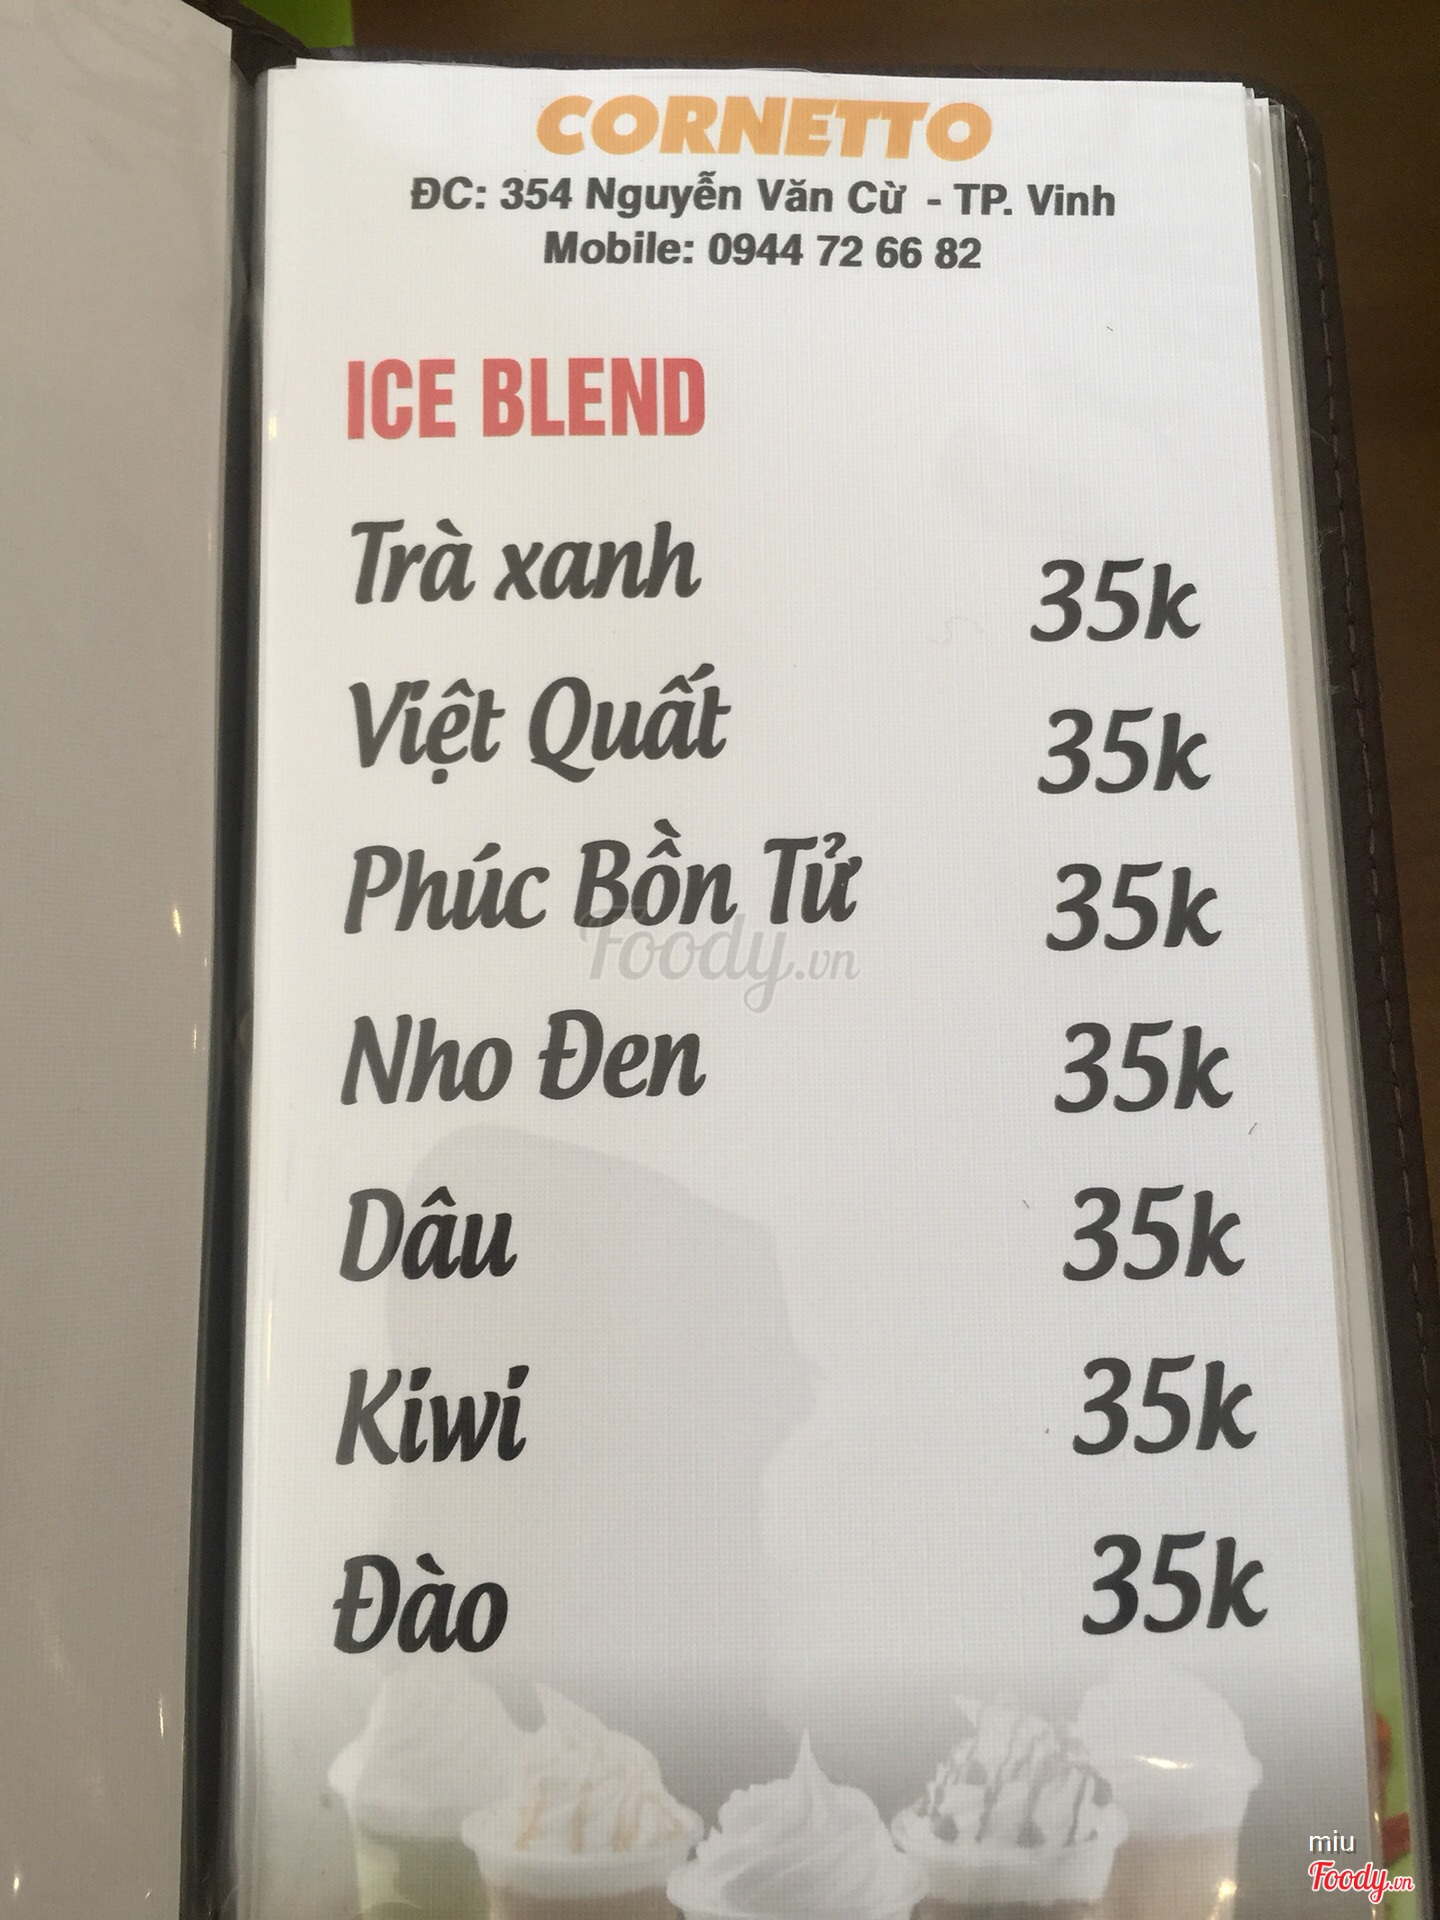 CORNETTO
ĐC: 354 Nguyễn Văn Cừ - TP. Vinh
Mobile: 0944 72 66 82
ICE BLEND
Trà xanh 35k
Việt Quất 35k
Phúc Bồn Tử 35k
Foody.vn
Nho Đen 35k
Dâu 35k
Kiwi 35k
Đào 35k
miu
Foody.vn